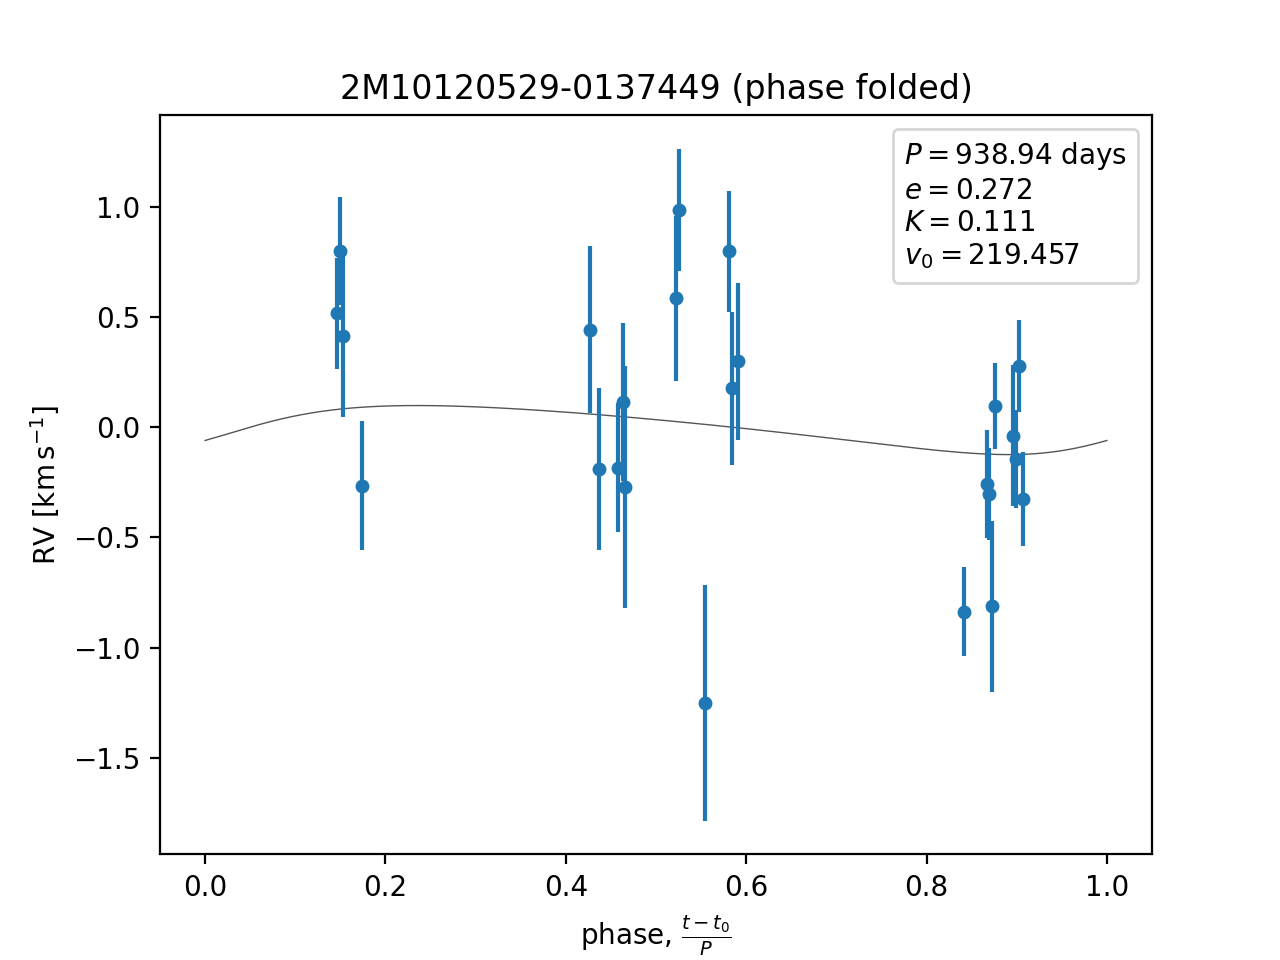 2M10120529-0137449 (phase folded)
P = 938.94 days
e = 0.272
K = 0.111
v₀ = 219.457
1.0
0.5
0.0
−0.5
−1.0
−1.5
RV [km s⁻¹]
0.0 0.2 0.4 0.6 0.8 1.0
phase, (t − t₀)/P